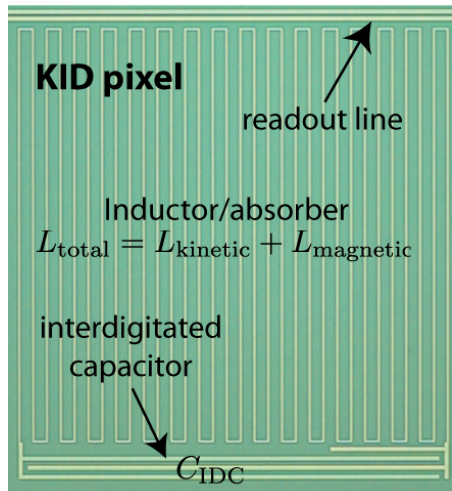 KID pixel
readout line
Inductor/absorber
L_total = L_kinetic + L_magnetic
interdigitated
capacitor
C_IDC